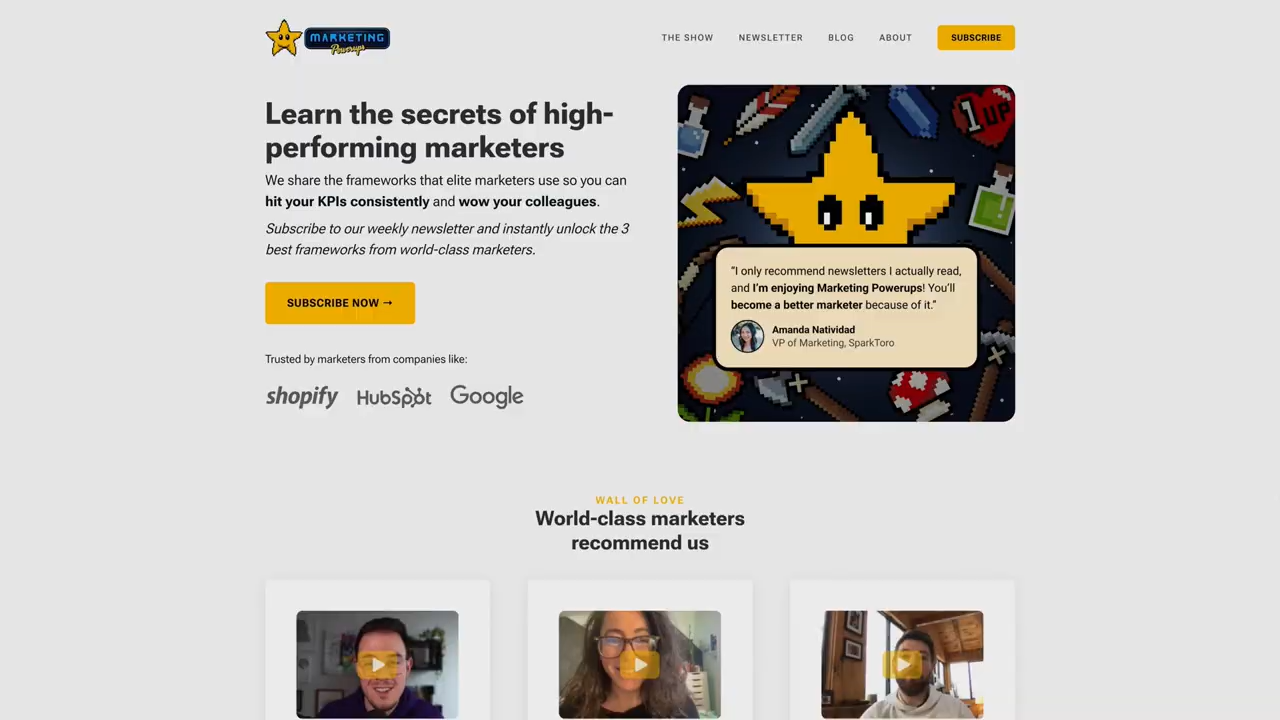 MARKETING
Powerups
THE SHOW
NEWSLETTER
BLOG
ABOUT
SUBSCRIBE
Learn the secrets of high-
performing marketers
We share the frameworks that elite marketers use so you can
hit your KPIs consistently and wow your colleagues.
Subscribe to our weekly newsletter and instantly unlock the 3
best frameworks from world-class marketers.
SUBSCRIBE NOW →
Trusted by marketers from companies like:
shopify
HubSpot
Google
1UP
“I only recommend newsletters I actually read,
and I’m enjoying Marketing Powerups! You’ll
become a better marketer because of it.”
Amanda Natividad
VP of Marketing, SparkToro
WALL OF LOVE
World-class marketers
recommend us